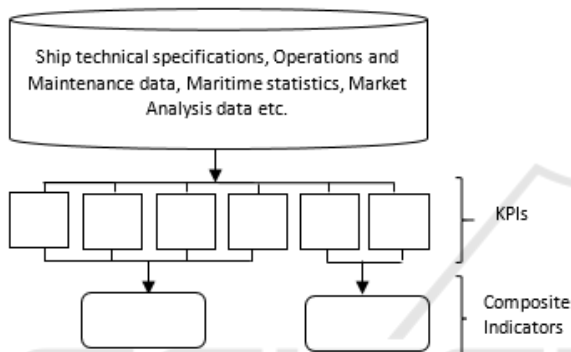 Ship technical specifications, Operations and
Maintenance data, Maritime statistics, Market
Analysis data etc.
KPIs
Composite
Indicators